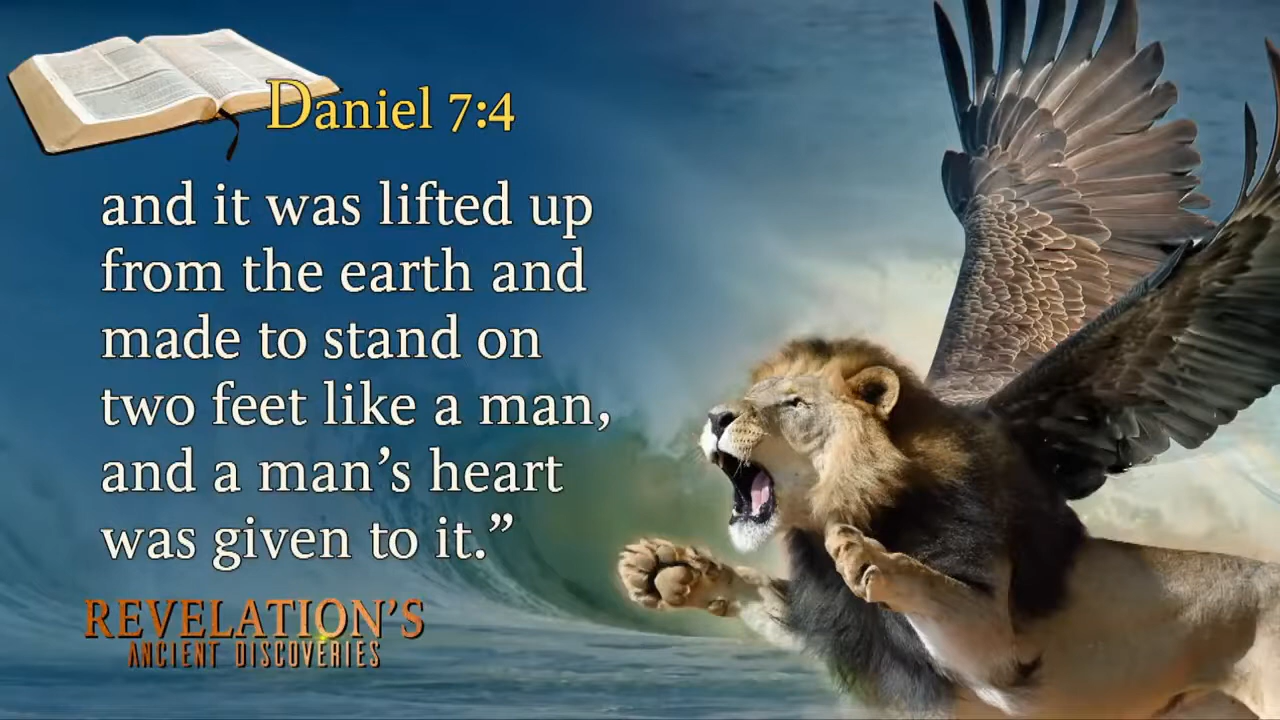 Daniel 7:4
and it was lifted up
from the earth and
made to stand on
two feet like a man,
and a man’s heart
was given to it.”
REVELATION’S
ANCIENT DISCOVERIES